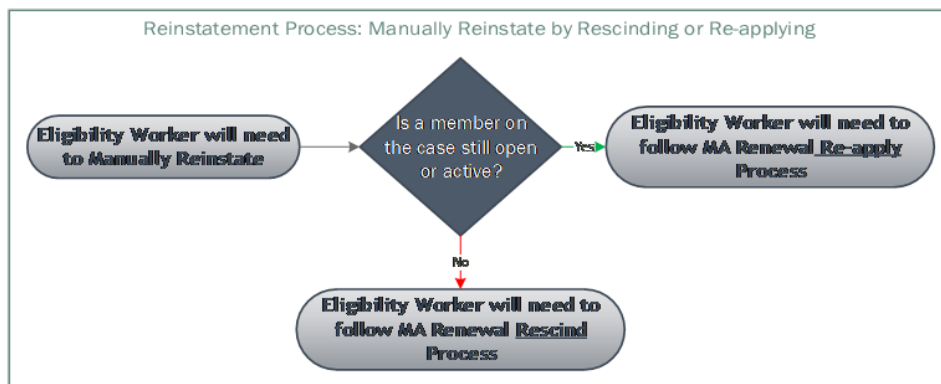 Reinstatement Process: Manually Reinstate by Rescinding or Re-applying
Eligibility Worker will need
to Manually Reinstate
Is a member on
the case still open
or active?
Yes
Eligibility Worker will need to
follow MA Renewal Re-apply
Process
No
Eligibility Worker will need to
follow MA Renewal Rescind
Process